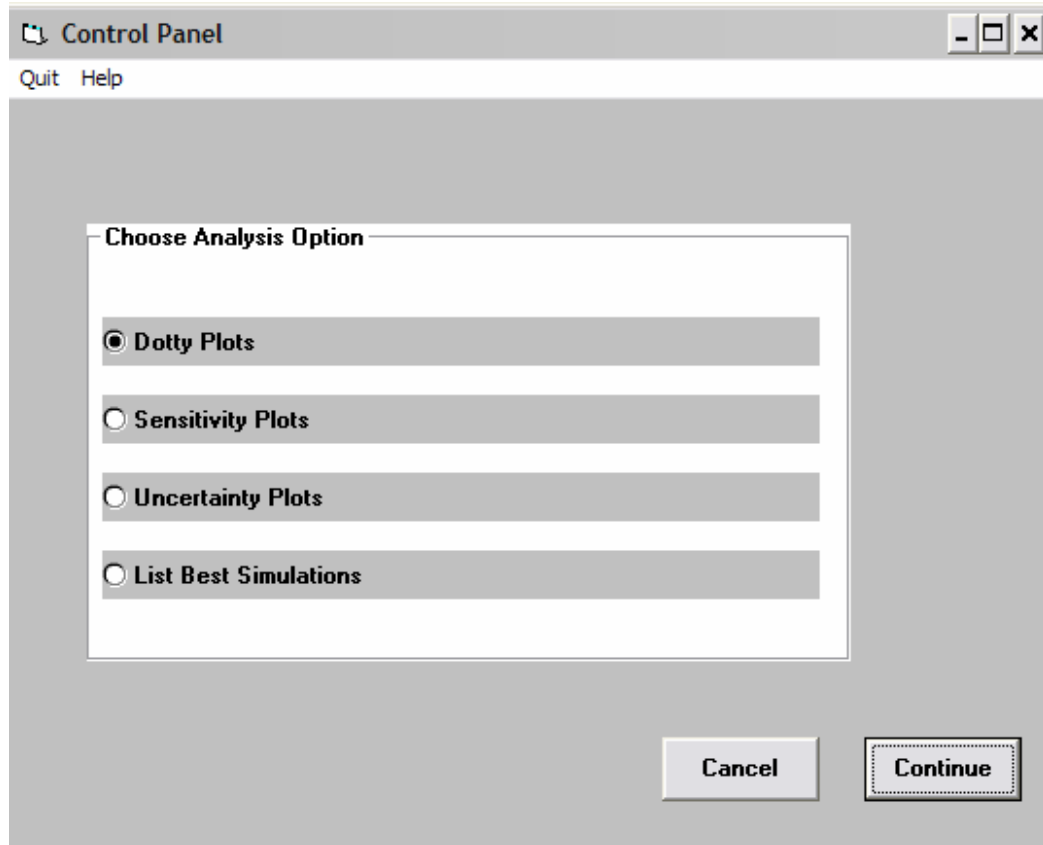 Control Panel
Quit Help
Choose Analysis Option
Dotty Plots
Sensitivity Plots
Uncertainty Plots
List Best Simulations
Cancel Continue